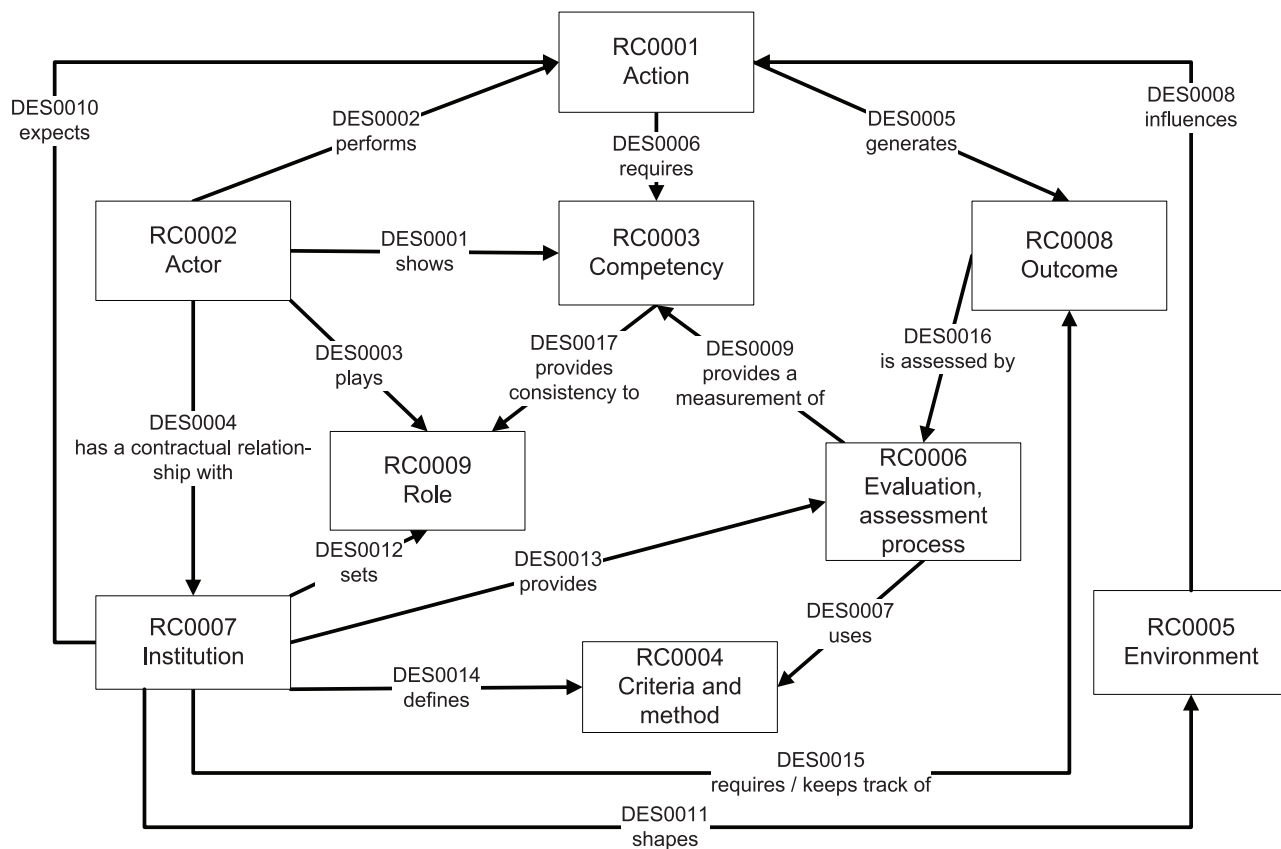 RC0001
Action
DES0010
expects
DES0002
performs
DES0006
requires
DES0005
generates
DES0008
influences
RC0002
Actor
DES0001
shows
RC0003
Competency
RC0008
Outcome
DES0003
plays
DES0017
provides
consistency to
DES0009
provides a
measurement of
DES0016
is assessed by
DES0004
has a contractual relation-
ship with
RC0009
Role
RC0006
Evaluation,
assessment
process
DES0012
sets
DES0013
provides
DES0007
uses
RC0007
Institution
RC0005
Environment
DES0014
defines
RC0004
Criteria and
method
DES0015
requires / keeps track of
DES0011
shapes